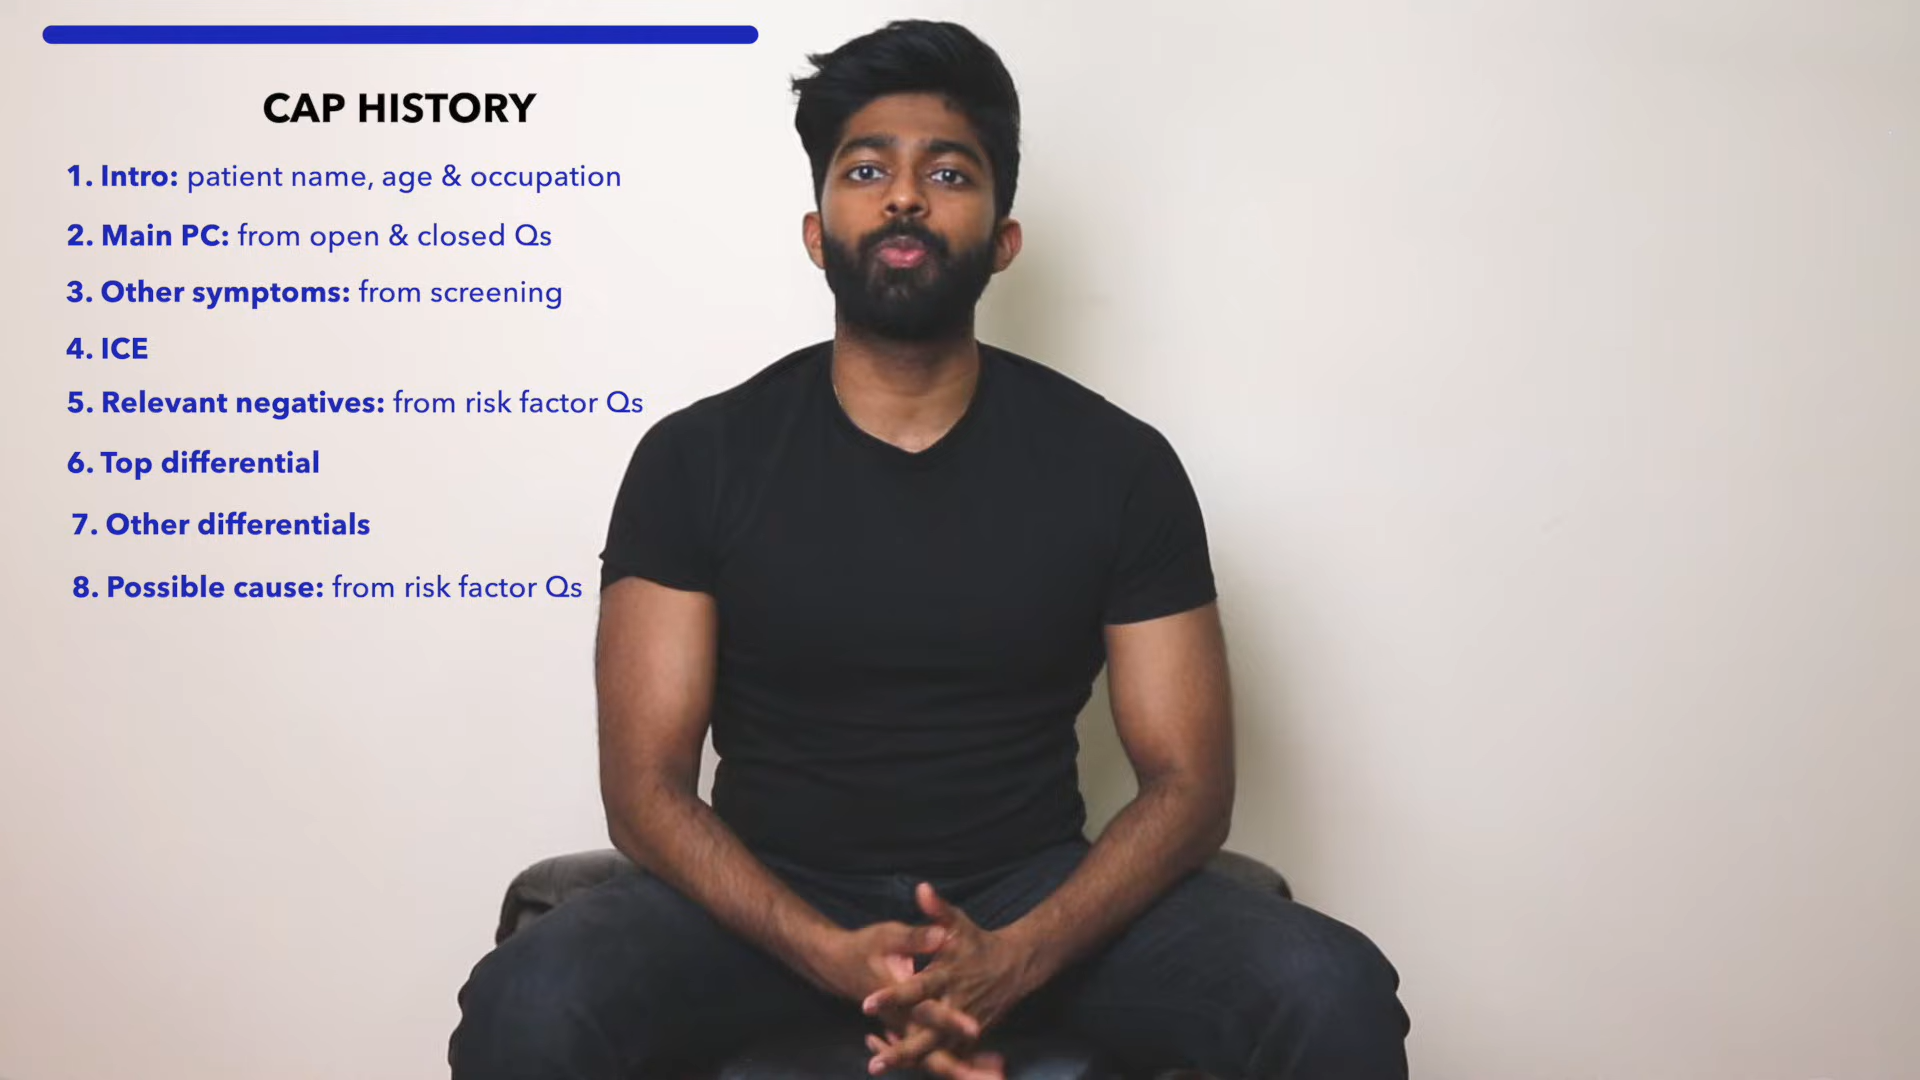 CAP HISTORY
1. Intro: patient name, age & occupation
2. Main PC: from open & closed Qs
3. Other symptoms: from screening
4. ICE
5. Relevant negatives: from risk factor Qs
6. Top differential
7. Other differentials
8. Possible cause: from risk factor Qs